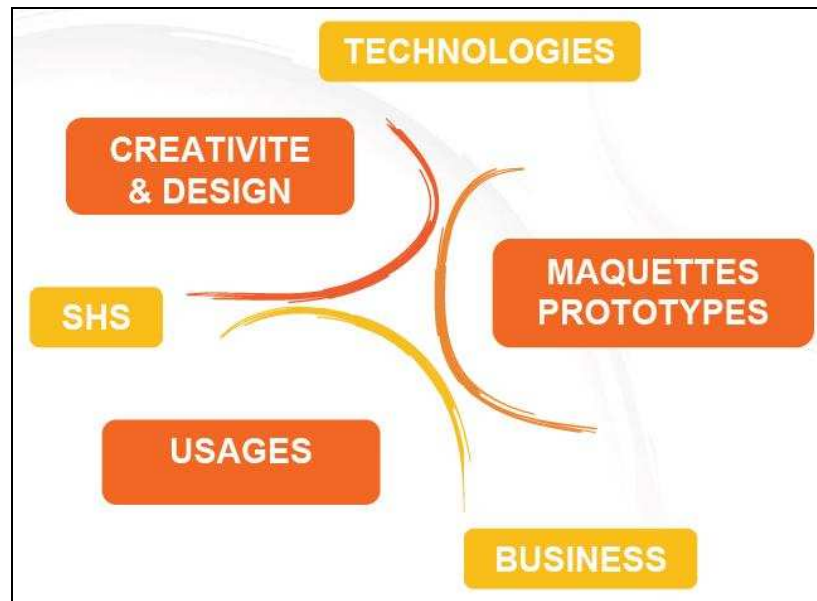 TECHNOLOGIES
CREATIVITE
& DESIGN
MAQUETTES
PROTOTYPES
SHS
USAGES
BUSINESS